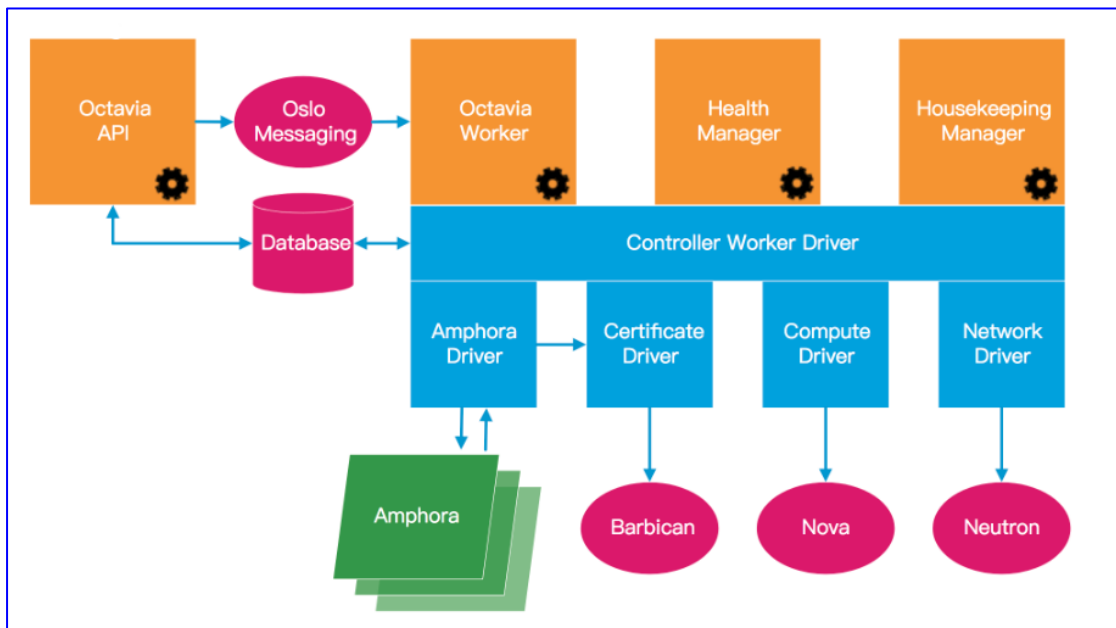 Octavia
API
Oslo
Messaging
Octavia
Worker
Health
Manager
Housekeeping
Manager
Database
Controller Worker Driver
Amphora
Driver
Certificate
Driver
Compute
Driver
Network
Driver
Amphora
Barbican
Nova
Neutron